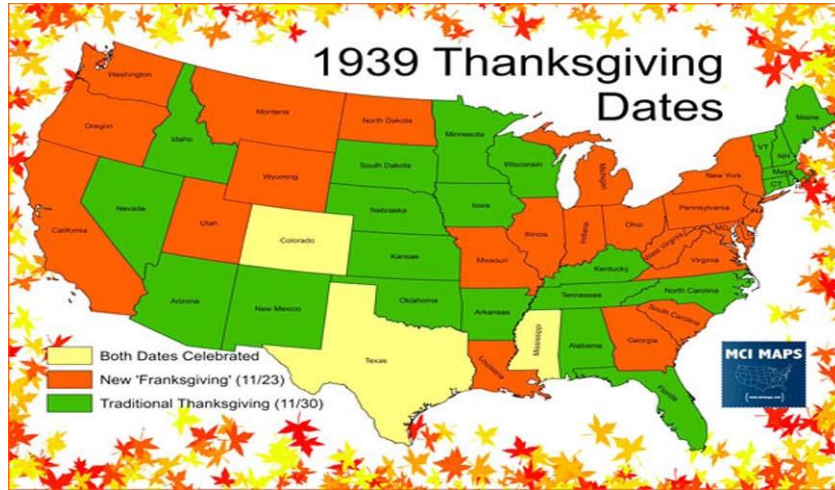 1939 Thanksgiving
Dates
Washington
Oregon
California
Idaho
Nevada
Montana
Wyoming
Utah
Colorado
Arizona
New Mexico
North Dakota
South Dakota
Nebraska
Kansas
Oklahoma
Texas
Minnesota
Iowa
Missouri
Arkansas
Louisiana
Wisconsin
Illinois
Michigan
Indiana
Ohio
Kentucky
Tennessee
Mississippi
Alabama
Georgia
Florida
South Carolina
North Carolina
Virginia
West Virginia
MD
Pennsylvania
New York
VT
NH
Maine
Mass
CT
Both Dates Celebrated
New 'Franksgiving' (11/23)
Traditional Thanksgiving (11/30)
MCI MAPS